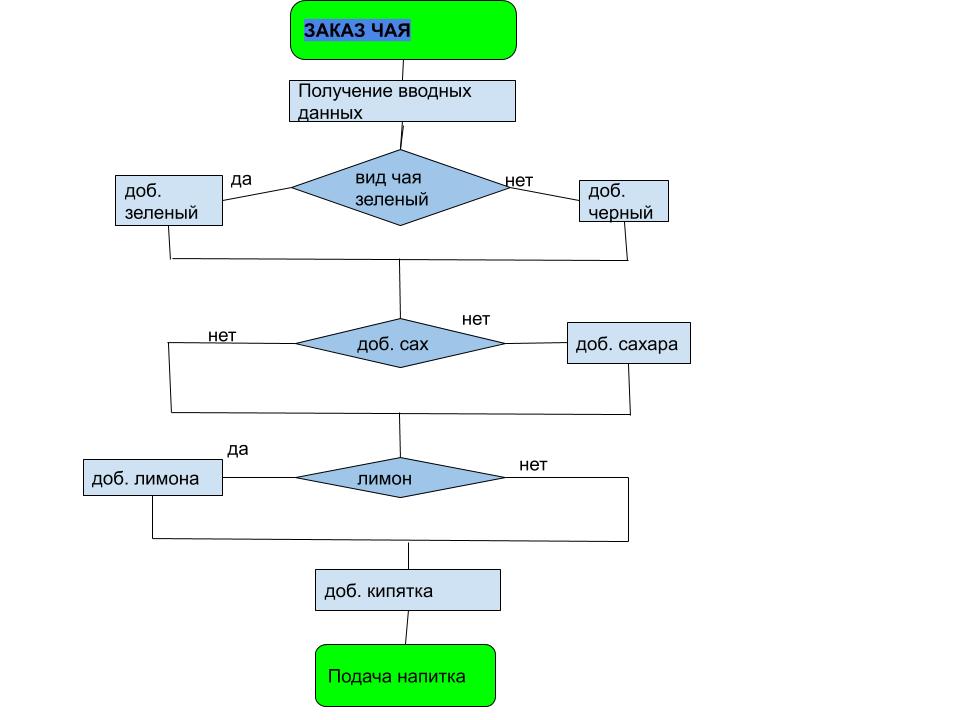 ЗАКАЗ ЧАЯ
Получение вводных
данных
вид чая
зеленый
да
нет
доб.
зеленый
доб.
черный
нет
нет
доб. сах
доб. сахара
да
нет
доб. лимона
лимон
доб. кипятка
Подача напитка